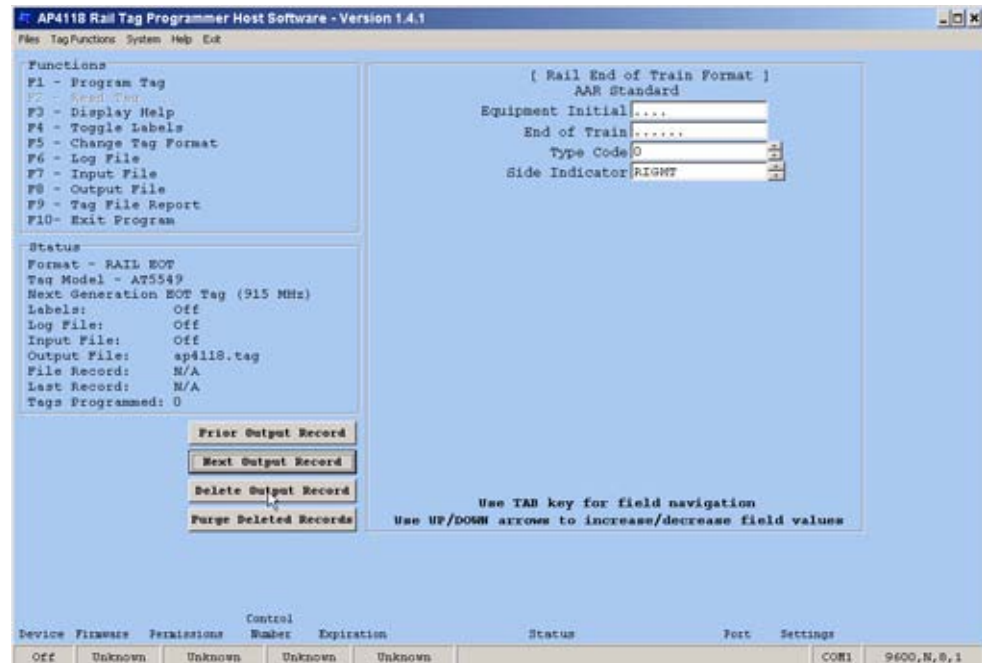 AP4118 Rail Tag Programmer Host Software - Version 1.4.1
Files Tag Functions System Help Exit
Functions
F1 - Program Tag
F2 - Read Tag
F3 - Display Help
F4 - Toggle Labels
F5 - Change Tag Format
F6 - Log File
F7 - Input File
F8 - Output File
F9 - Tag File Report
F10- Exit Program
Status
Format - RAIL EOT
Tag Model - AT5549
Next Generation EOT Tag (915 MHz)
Labels: Off
Log File: Off
Input File: Off
Output File: ap4118.tag
File Record: N/A
Last Record: N/A
Tags Programmed: 0
Prior Output Record
Next Output Record
Delete Output Record
Purge Deleted Records
[ Rail End of Train Format ]
AAR Standard
Equipment Initial ....
End of Train ......
Type Code 0
Side Indicator RIGHT
Use TAB key for field navigation
Use UP/DOWN arrows to increase/decrease field values
Device Firmware Permissions Control Number Expiration Status Port Settings
Off Unknown Unknown Unknown Unknown COM1 9600,N,8,1